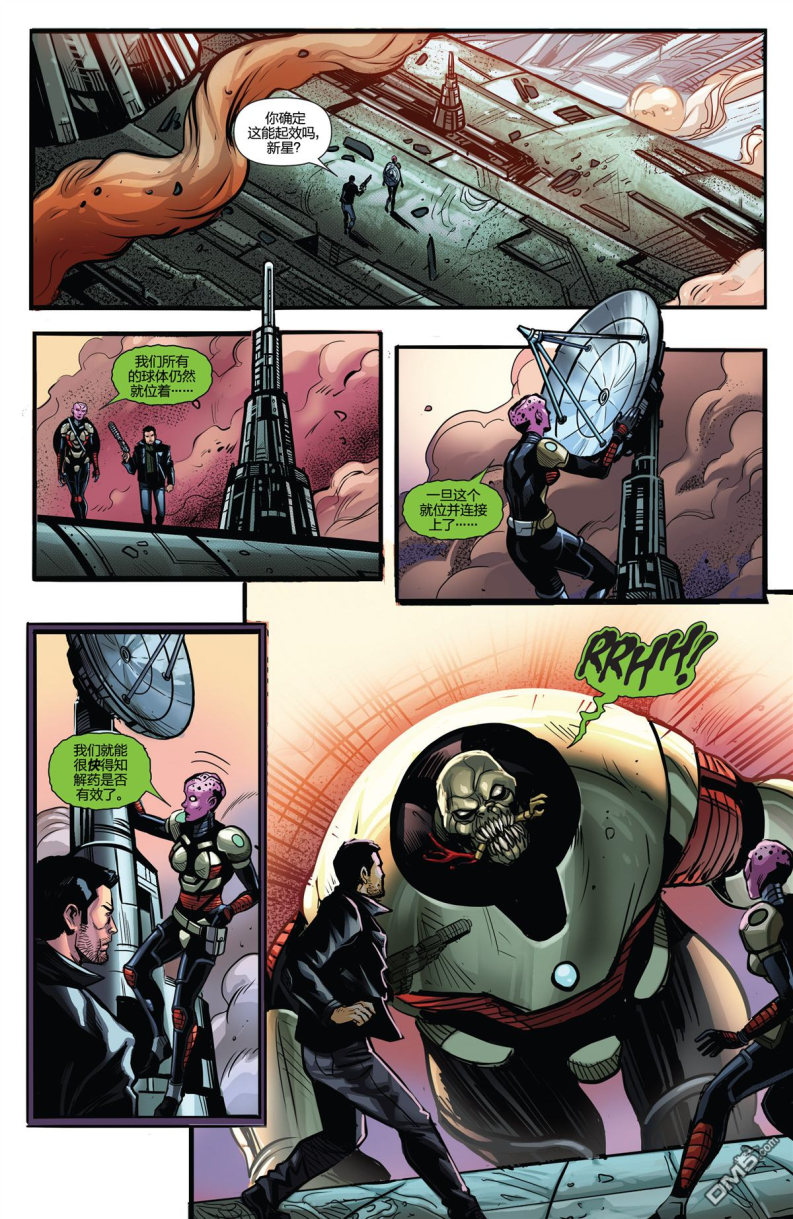 你确定
这能起效吗，
新星？
我们所有
的球体仍然
就位着……
一旦这个
就位并连接
上了……
我们就能
很快得知
解药是否
有效了。
RRHH!!
DM5.com